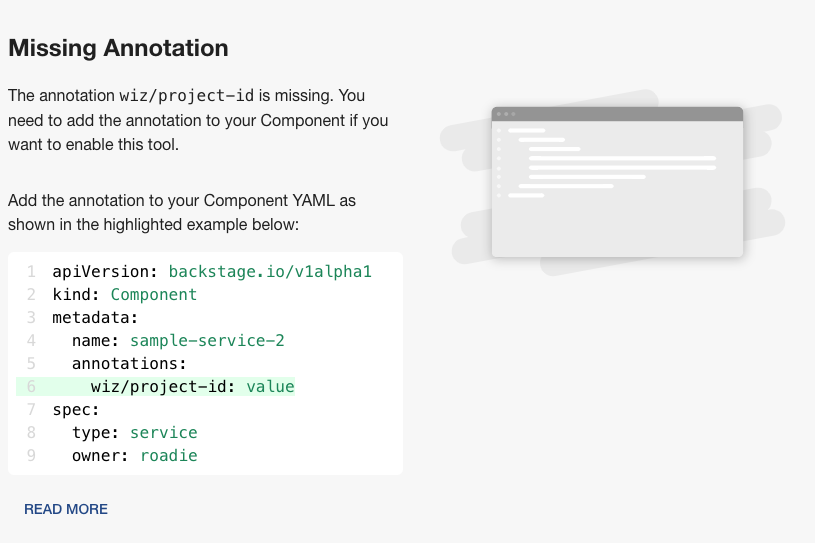 Missing Annotation
The annotation wiz/project-id is missing. You
need to add the annotation to your Component if you
want to enable this tool.
Add the annotation to your Component YAML as
shown in the highlighted example below:
1 apiVersion: backstage.io/v1alpha1
2 kind: Component
3 metadata:
4   name: sample-service-2
5   annotations:
6     wiz/project-id: value
7 spec:
8   type: service
9   owner: roadie
READ MORE